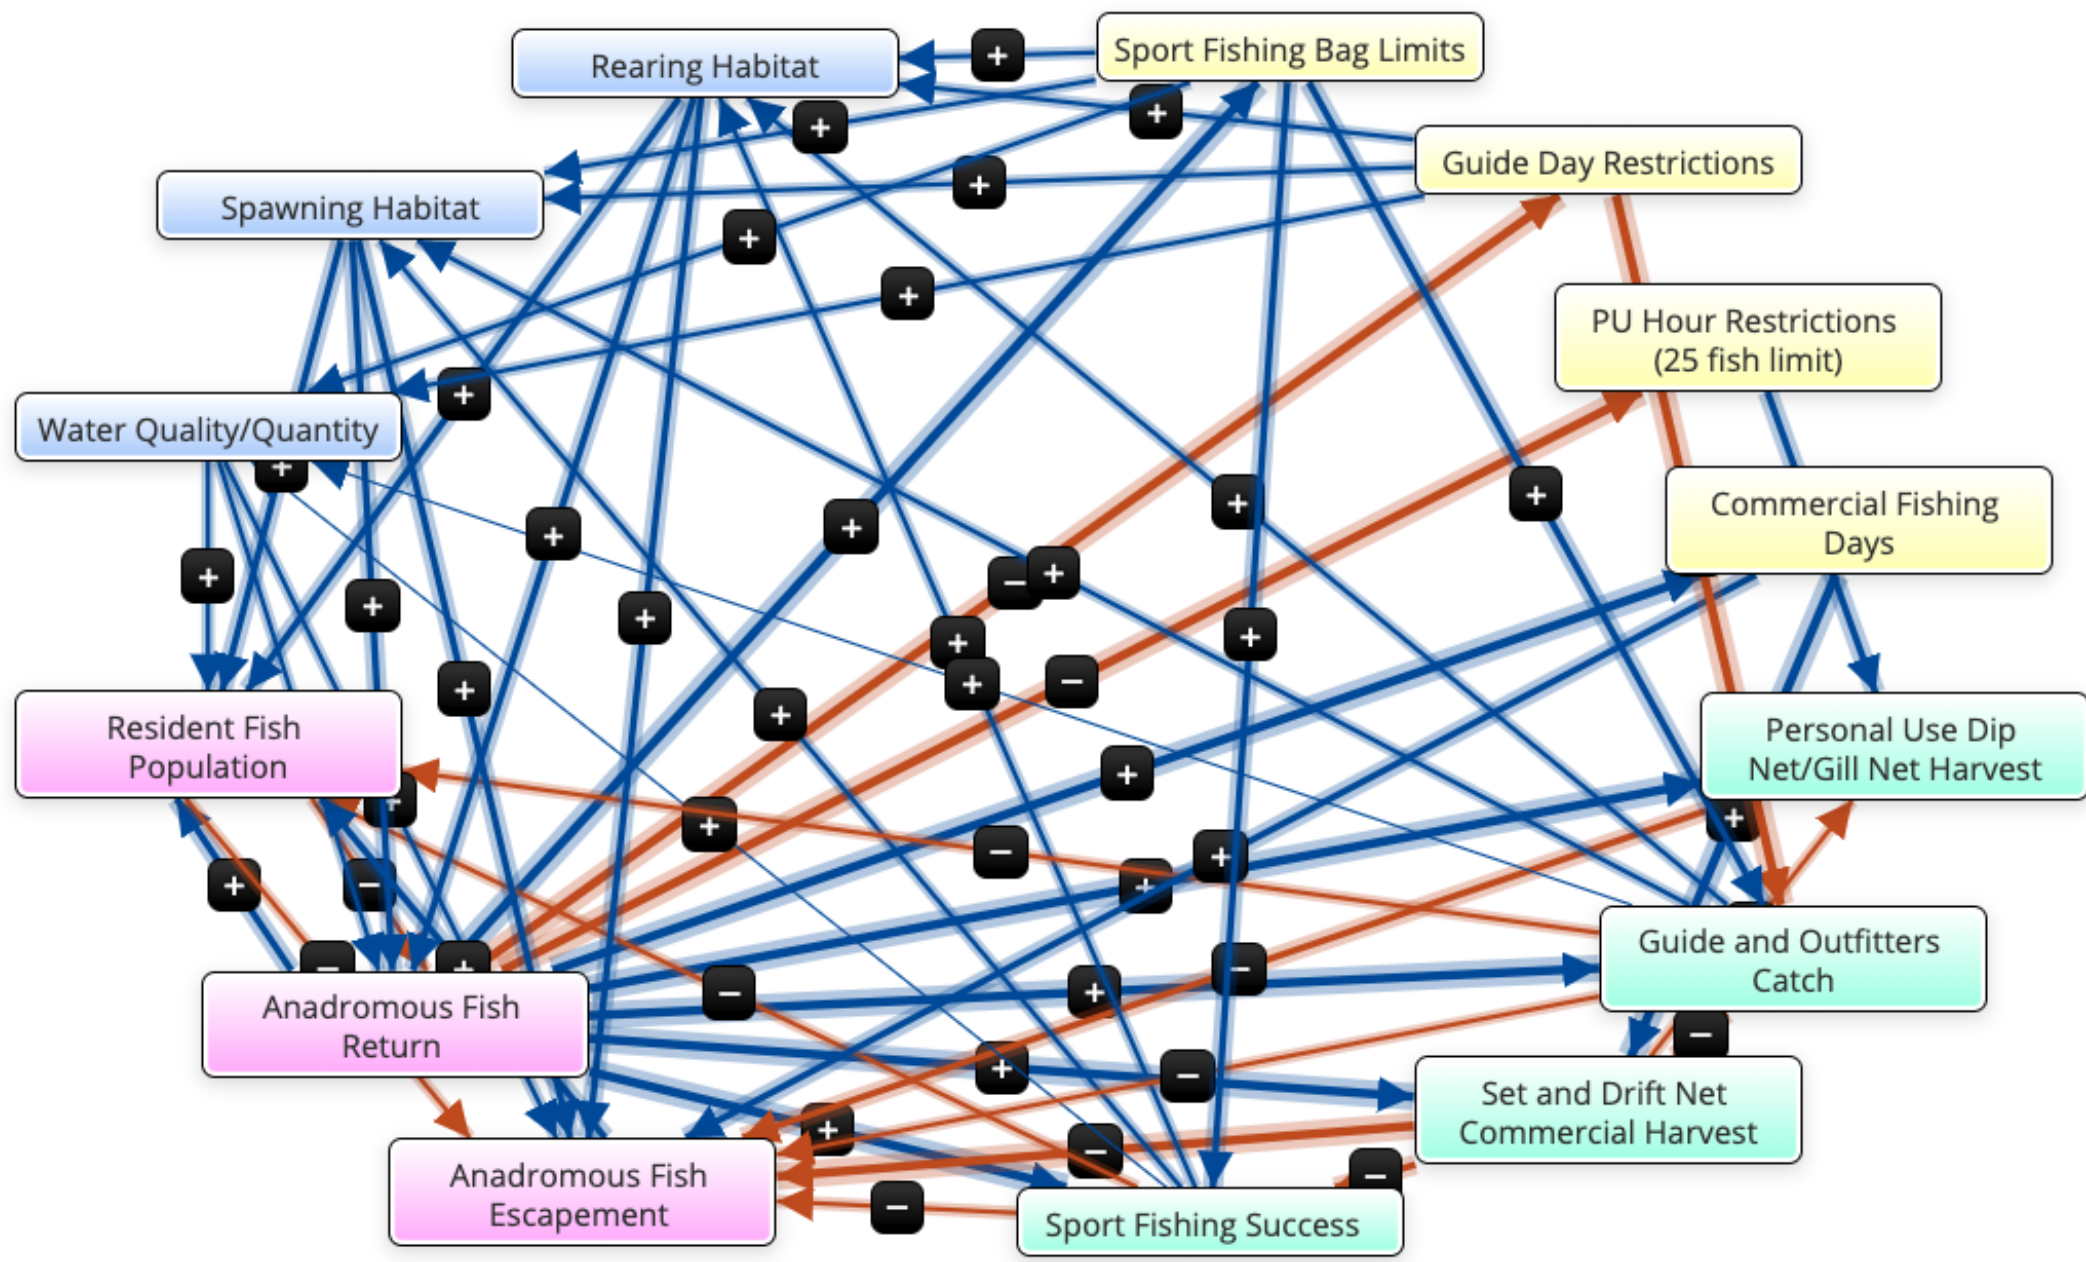 Rearing Habitat
Sport Fishing Bag Limits
Guide Day Restrictions
Spawning Habitat
PU Hour Restrictions
(25 fish limit)
Water Quality/Quantity
Commercial Fishing
Days
Resident Fish
Population
Personal Use Dip
Net/Gill Net Harvest
Guide and Outfitters
Catch
Anadromous Fish
Return
Set and Drift Net
Commercial Harvest
Anadromous Fish
Escapement
Sport Fishing Success